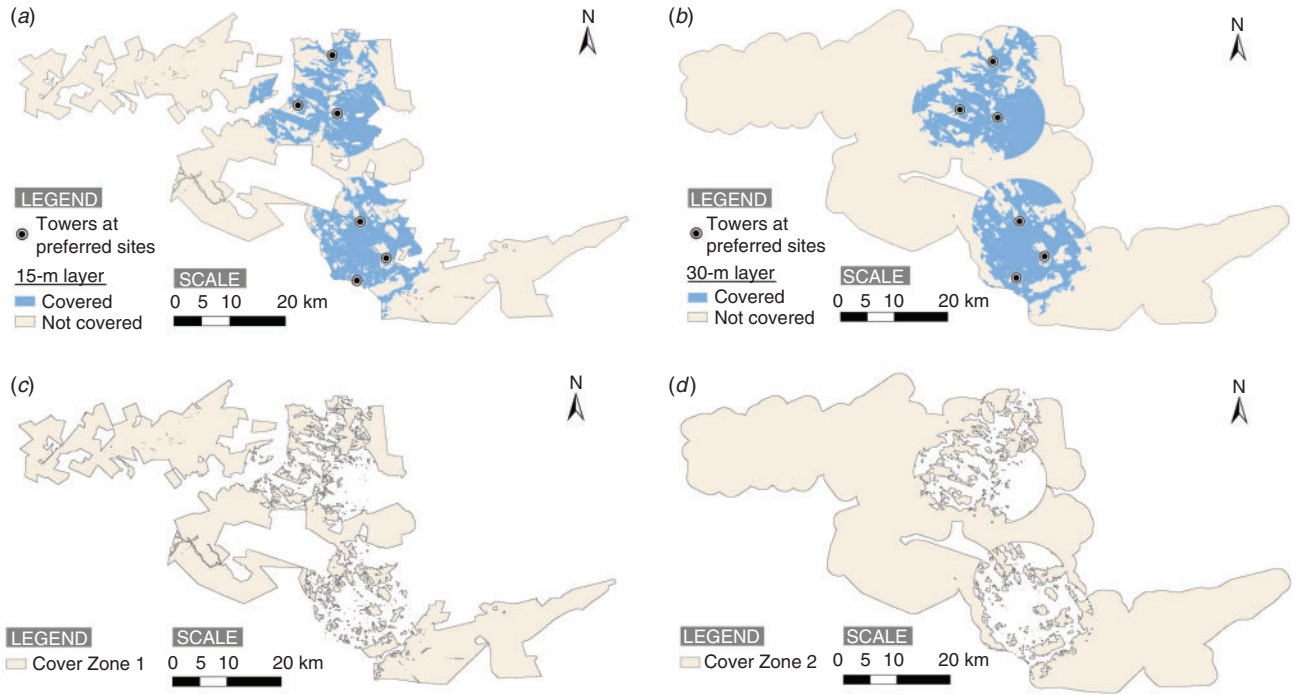 (a)
N
LEGEND
Towers at
preferred sites
15-m layer
Covered
Not covered
SCALE
0 5 10 20 km
(b)
N
LEGEND
Towers at
preferred sites
30-m layer
Covered
Not covered
SCALE
0 5 10 20 km
(c)
N
LEGEND
Cover Zone 1
SCALE
0 5 10 20 km
(d)
N
LEGEND
Cover Zone 2
SCALE
0 5 10 20 km